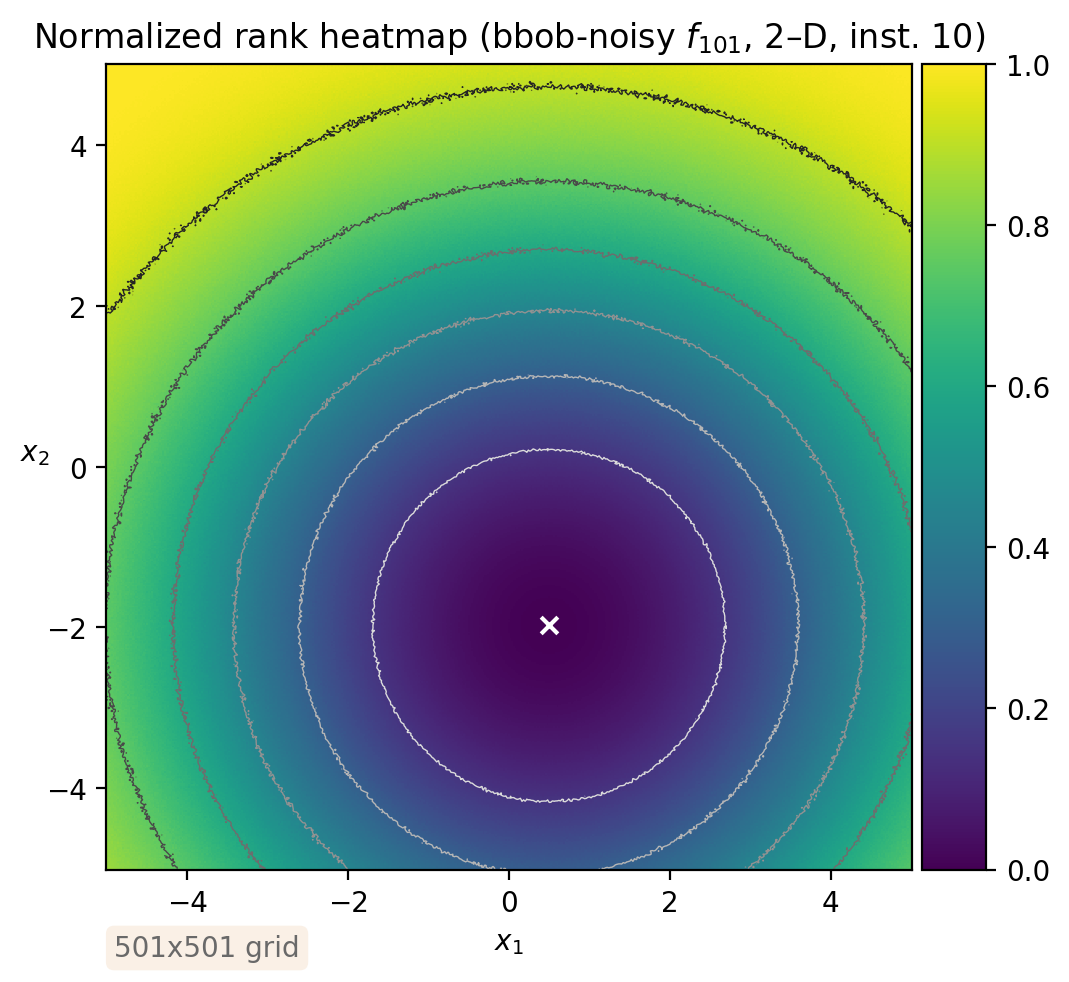 Normalized rank heatmap (bbob-noisy f₁₀₁, 2–D, inst. 10)
1.0
4
0.8
2
0.6
x₂
0
0.4
−2
0.2
−4
0.0
−4 −2 0 2 4
x₁
501x501 grid